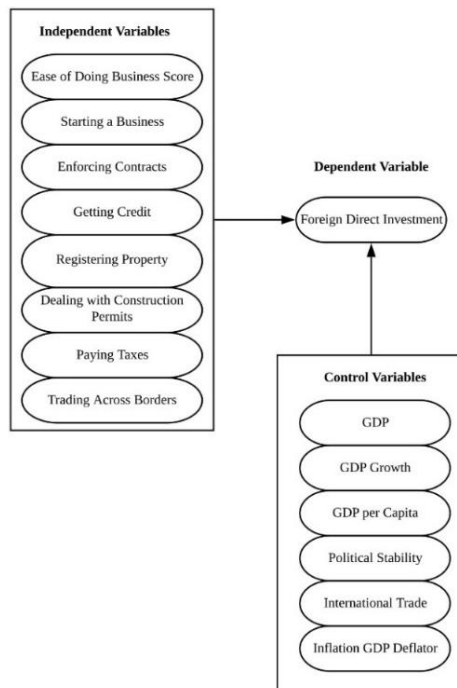 Independent Variables
Ease of Doing Business Score
Starting a Business
Enforcing Contracts
Getting Credit
Registering Property
Dealing with Construction
Permits
Paying Taxes
Trading Across Borders
Dependent Variable
Foreign Direct Investment
Control Variables
GDP
GDP Growth
GDP per Capita
Political Stability
International Trade
Inflation GDP Deflator